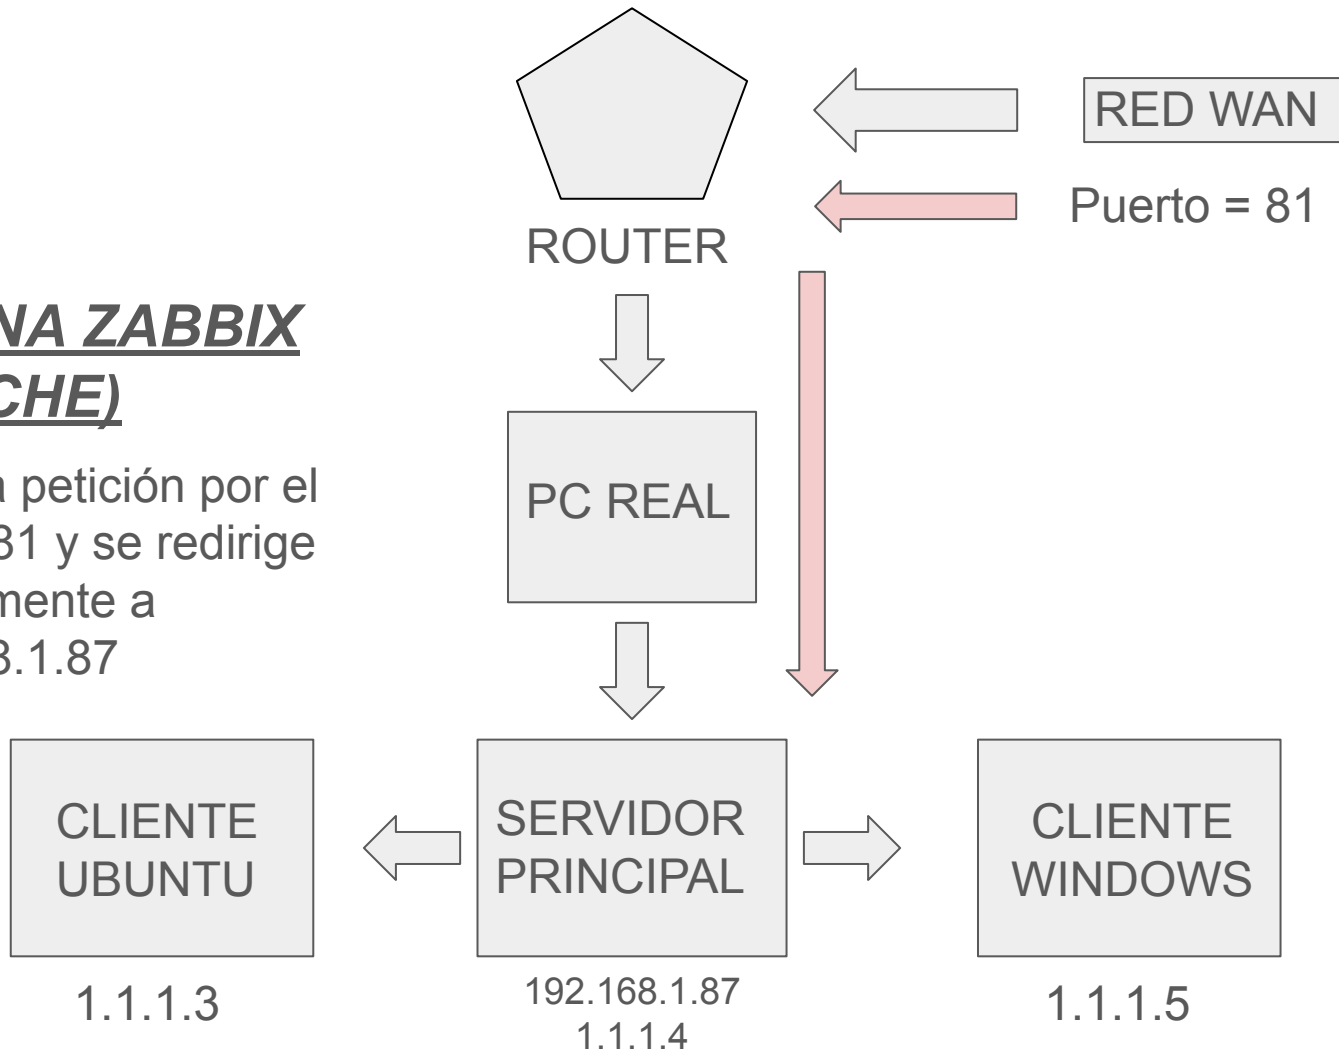 RED WAN
Puerto = 81
ROUTER
NA ZABBIX
CHE)
a petición por el
81 y se redirige
mente a
8.1.87
PC REAL
CLIENTE
UBUNTU
1.1.1.3
SERVIDOR
PRINCIPAL
192.168.1.87
1.1.1.4
CLIENTE
WINDOWS
1.1.1.5